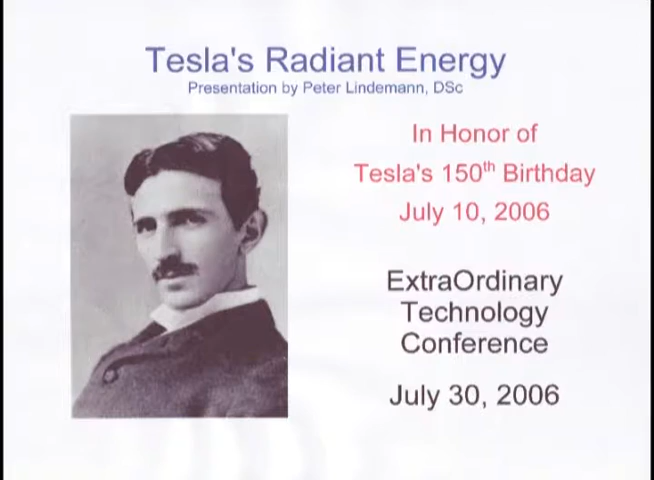 Tesla's Radiant Energy
Presentation by Peter Lindemann, DSc
In Honor of
Tesla's 150th Birthday
July 10, 2006
ExtraOrdinary
Technology
Conference
July 30, 2006